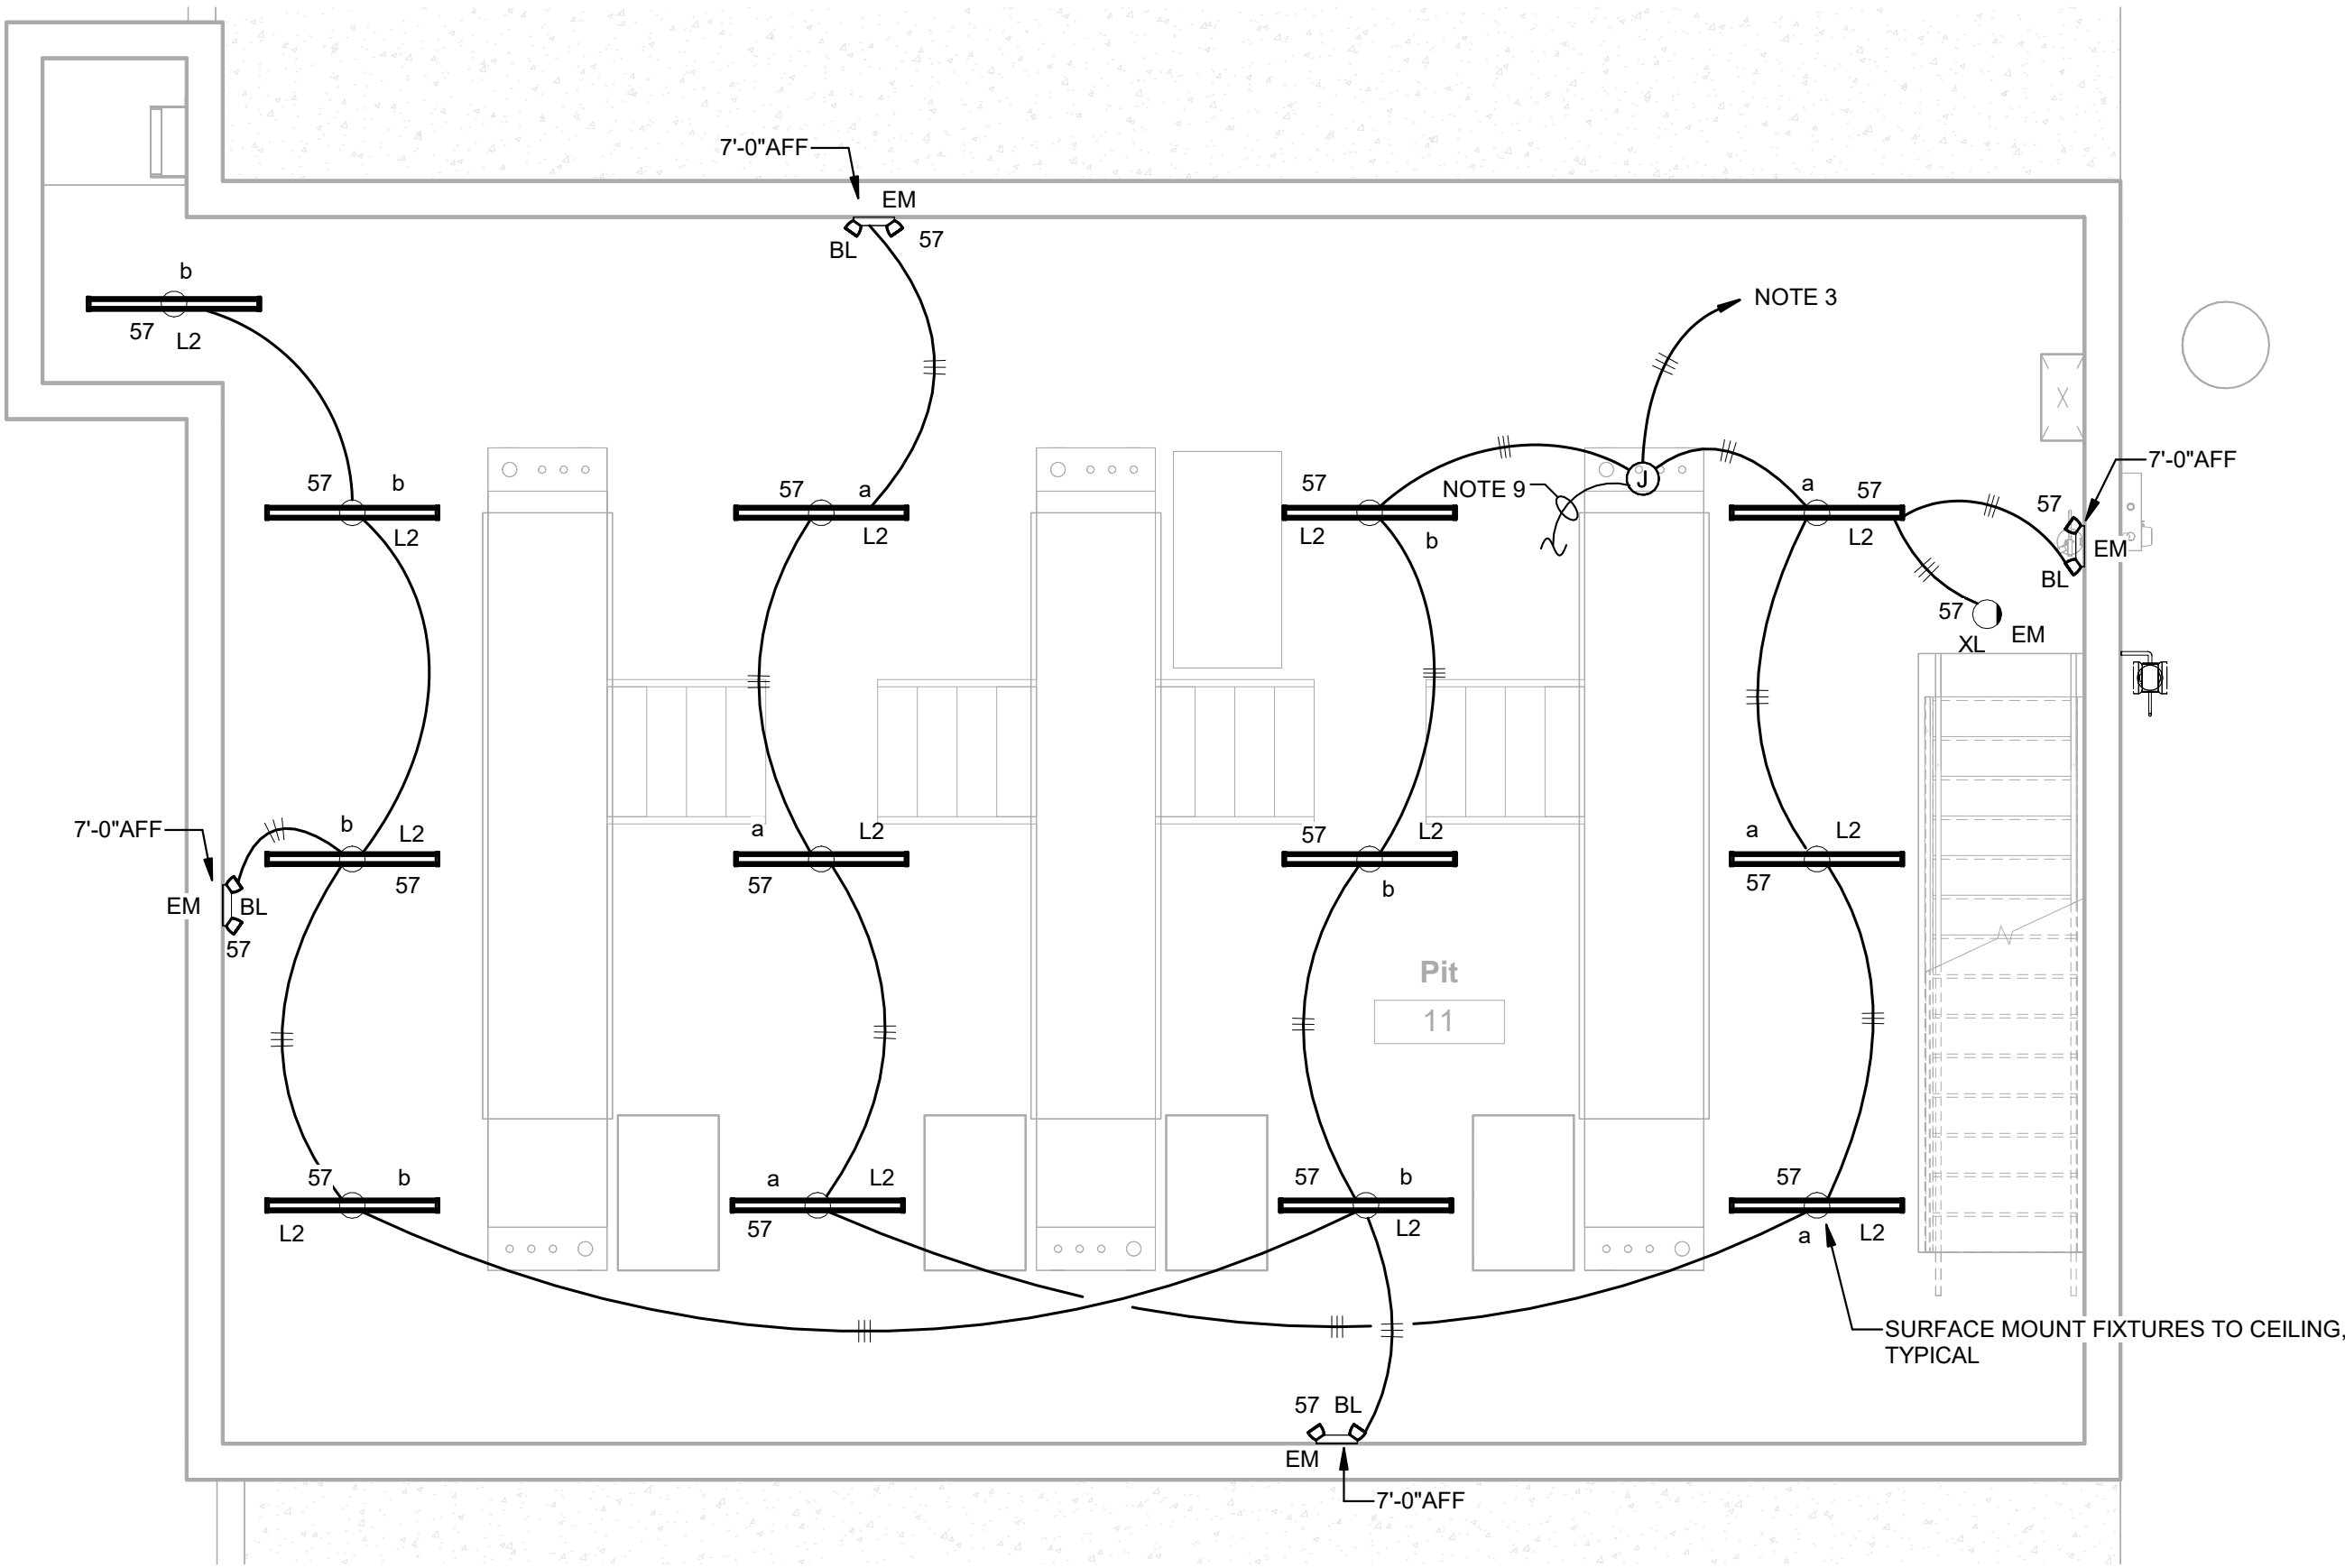 7'-0"AFF
EM
BL
57
b
57
L2
NOTE 3
57
b
L2
57
a
L2
57
L2
b
NOTE 9
J
a
57
L2
7'-0"AFF
57
EM
BL
57
XL
EM
7'-0"AFF
b
L2
57
EM
BL
57
a
L2
57
57
L2
b
a
L2
57
Pit
11
57
b
L2
a
L2
57
57
b
L2
57
a
L2
SURFACE MOUNT FIXTURES TO CEILING,
TYPICAL
57 BL
EM
7'-0"AFF